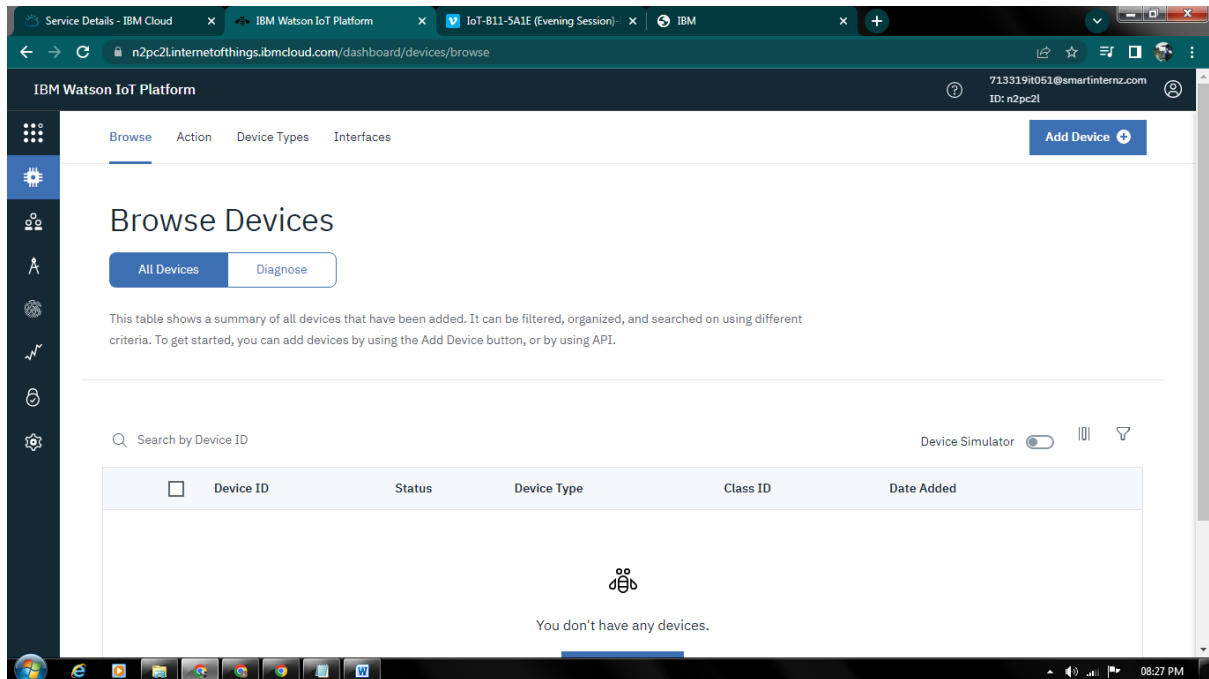 Service Details - IBM Cloud
IBM Watson IoT Platform
IoT-B11-5A1E (Evening Session)-
IBM
n2pc2l.internetofthings.ibmcloud.com/dashboard/devices/browse
IBM Watson IoT Platform
713319it051@smartinternz.com
ID: n2pc2l
Browse Action Device Types Interfaces
Add Device
Browse Devices
All Devices Diagnose
This table shows a summary of all devices that have been added. It can be filtered, organized, and searched on using different
criteria. To get started, you can add devices by using the Add Device button, or by using API.
Search by Device ID
Device Simulator
Device ID Status Device Type Class ID Date Added
You don't have any devices.
08:27 PM